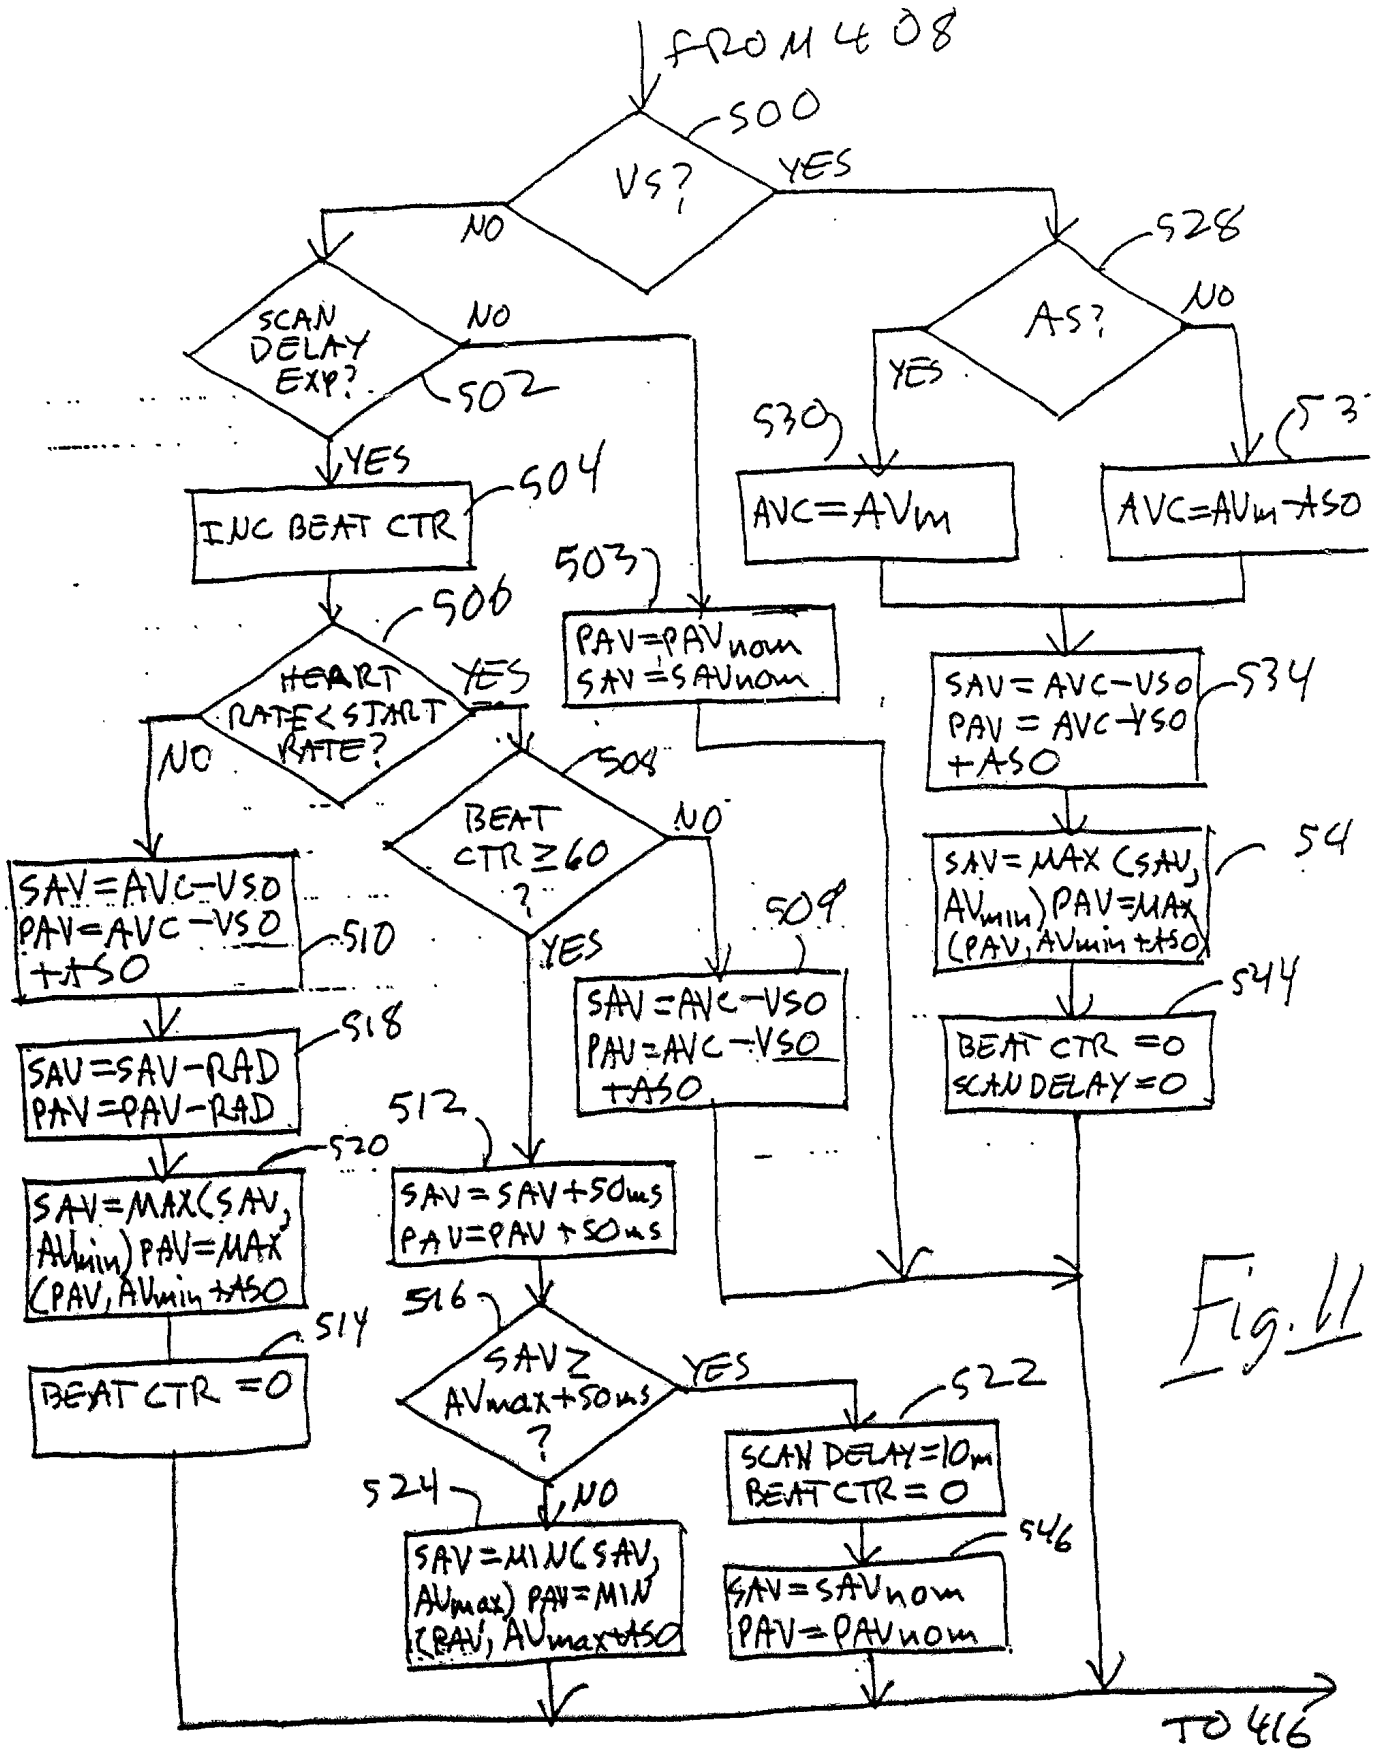 FROM 408
500
VS?
YES
NO
528
AS?
NO
YES
SCAN
DELAY
EXP?
NO
502
YES
530
53
AVC=AVm
AVC=AVm-ASO
504
INC BEAT CTR
503
PAV=PAVnom
SAV=SAVnom
506
HEART
RATE<START
RATE?
YES
NO
534
SAV=AVC-VSO
PAV=AVC-VSO
+ASO
508
BEAT
CTR≥60
?
NO
YES
54
SAV=MAX(SAV,
AVmin) PAV=MAX
(PAV, AVmin+ASO)
SAV=AVC-VSO
PAV=AVC-VSO
+ASO
510
509
SAV=AVC-VSO
PAV=AVC-VSO
+ASO
544
BEAT CTR =0
SCAN DELAY=0
518
SAV=SAV-RAD
PAV=PAV-RAD
512
SAV=SAV+50ms
PAV=PAV+50ms
520
SAV=MAX(SAV,
AVmin) PAV=MAX
(PAV, AVmin+ASO
514
BEAT CTR =0
516
SAV≥
AVmax+50ms
?
YES
NO
522
SCAN DELAY=10m
BEAT CTR=0
524
SAV=MIN(SAV,
AVmax) PAV=MIN
(PAV, AVmax+ASO
546
SAV=SAVnom
PAV=PAVnom
Fig. 11
TO 416